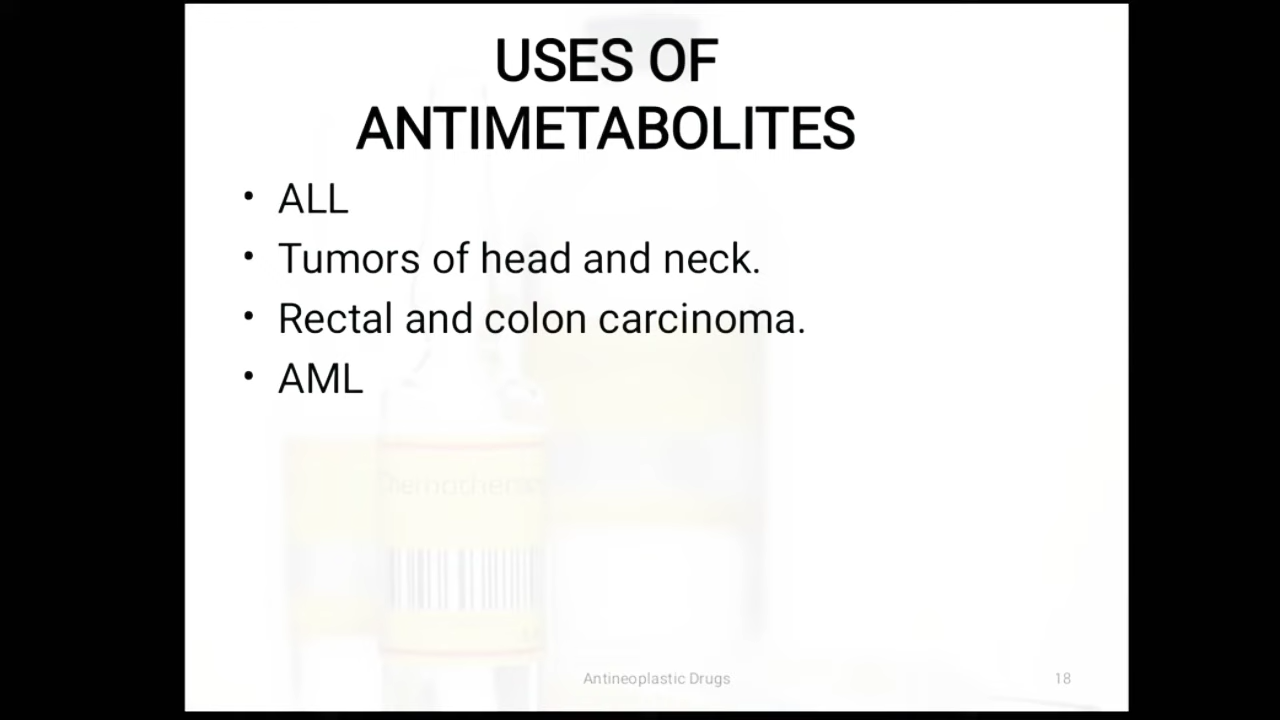 USES OF
ANTIMETABOLITES
• ALL
• Tumors of head and neck.
• Rectal and colon carcinoma.
• AML
Antineoplastic Drugs
18